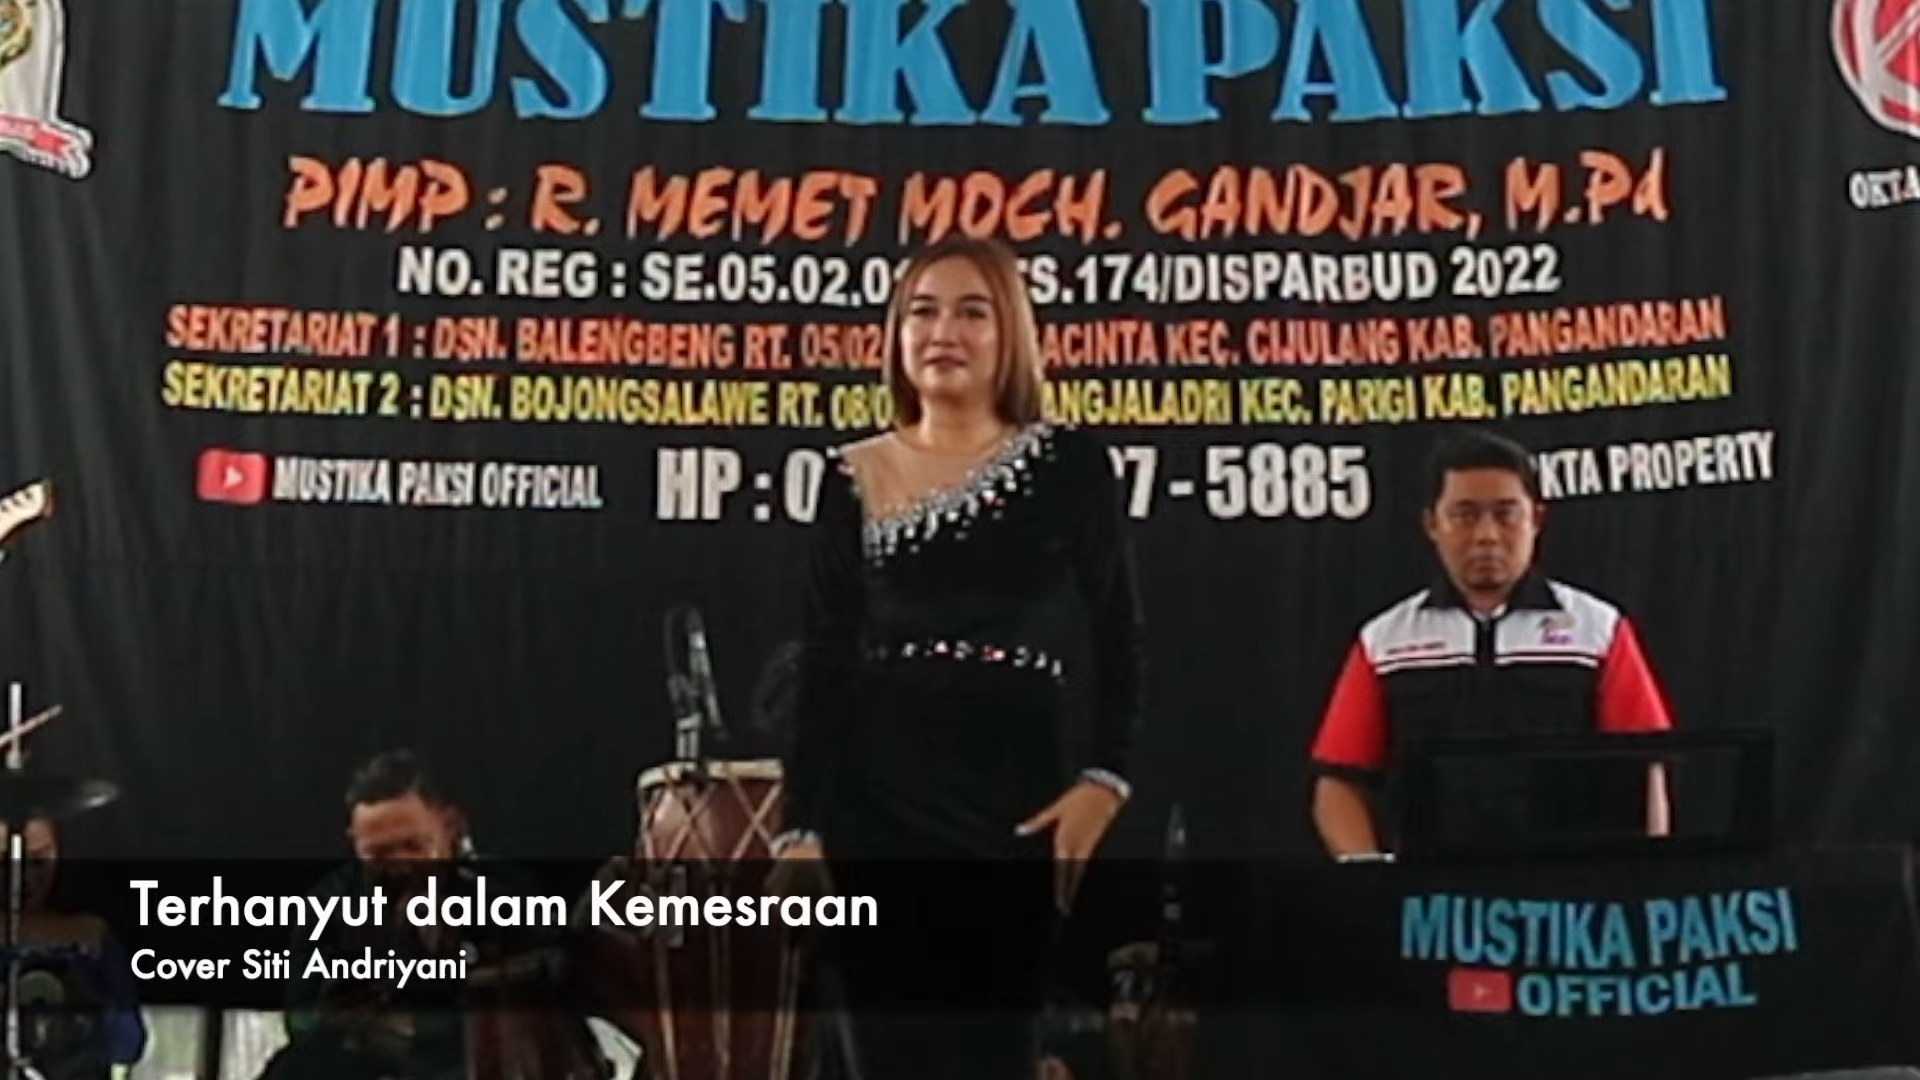 MUSTIKA PAKSI
PIMP : R. MEMET MOCH. GANDJAR, M.Pd
NO. REG : SE.05.02.0 S.174/DISPARBUD 2022
SEKRETARIAT 1 : DSN. BALENGBENG RT. 05/02 ACINTA KEC. CIJULANG KAB. PANGANDARAN
SEKRETARIAT 2 : DSN. BOJONGSALAWE RT. 08/0 ANGJALADRI KEC. PARIGI KAB. PANGANDARAN
MUSTIKA PAKSI OFFICIAL HP : 0 7 - 5885 KTA PROPERTY
OKTA
Terhanyut dalam Kemesraan
Cover Siti Andriyani
MUSTIKA PAKSI
OFFICIAL